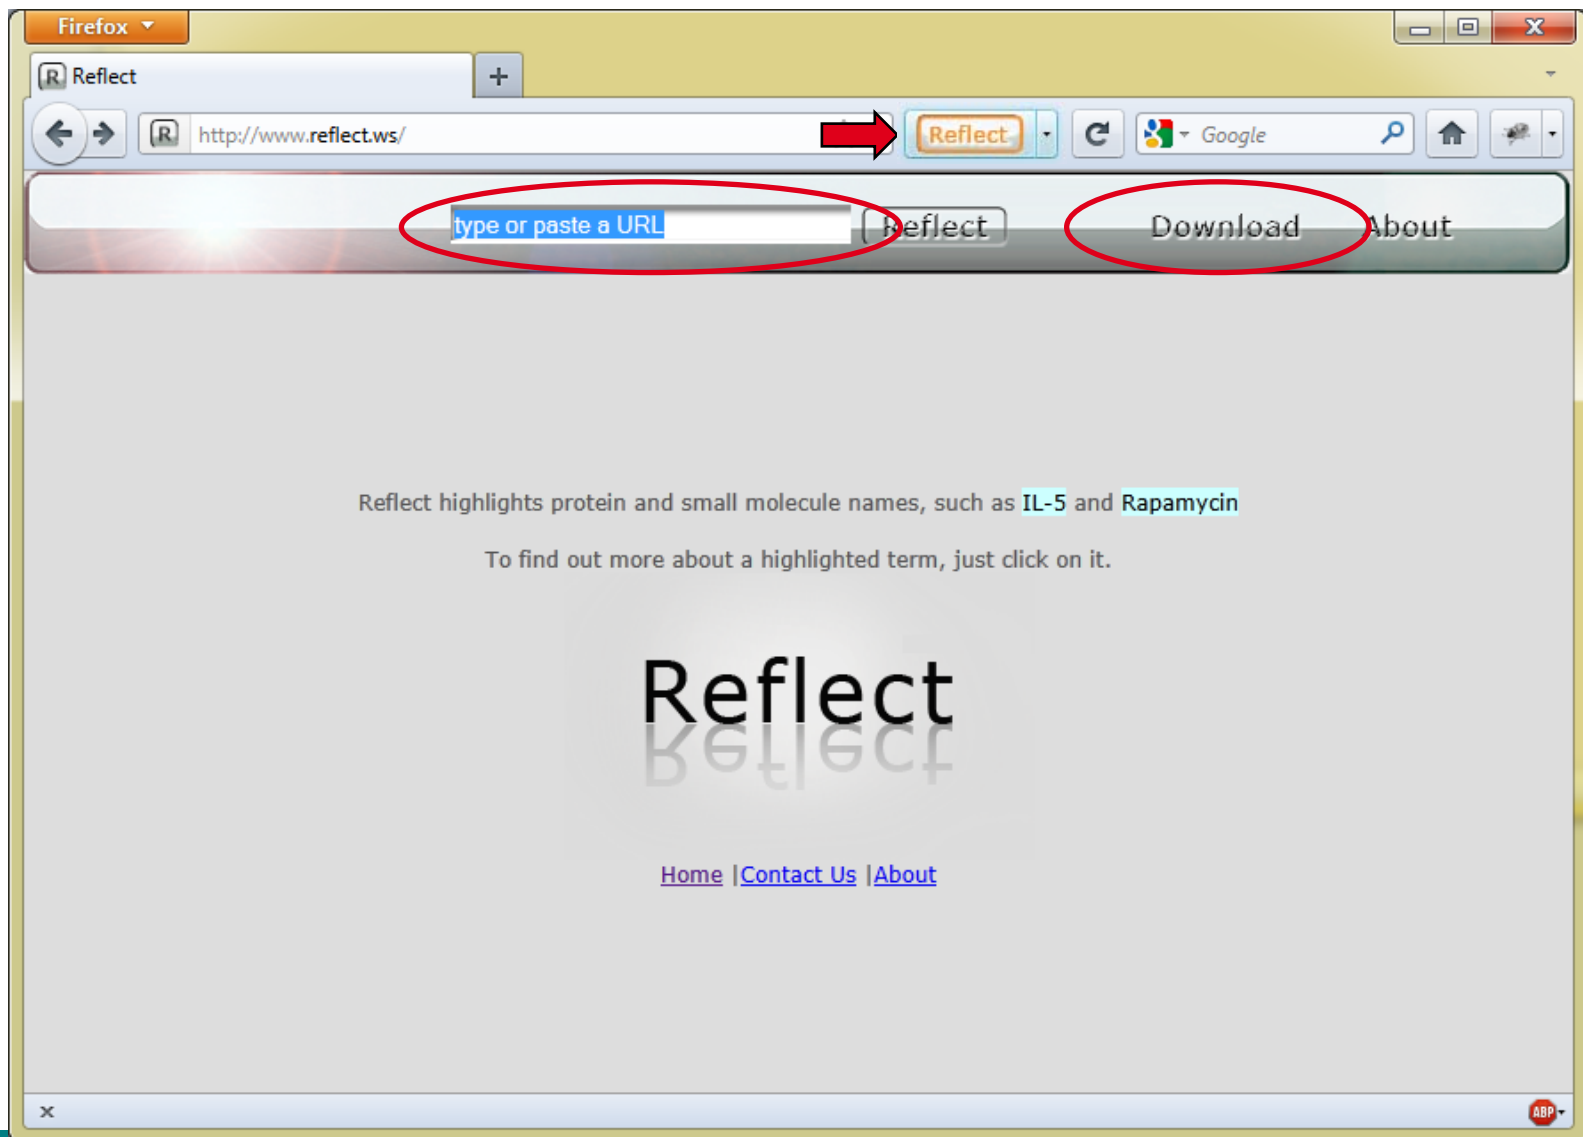 Firefox
Reflect
http://www.reflect.ws/
Reflect
Google
type or paste a URL
Reflect
Download
About
Reflect highlights protein and small molecule names, such as IL-5 and Rapamycin
To find out more about a highlighted term, just click on it.
Reflect
Home |Contact Us |About
ABP